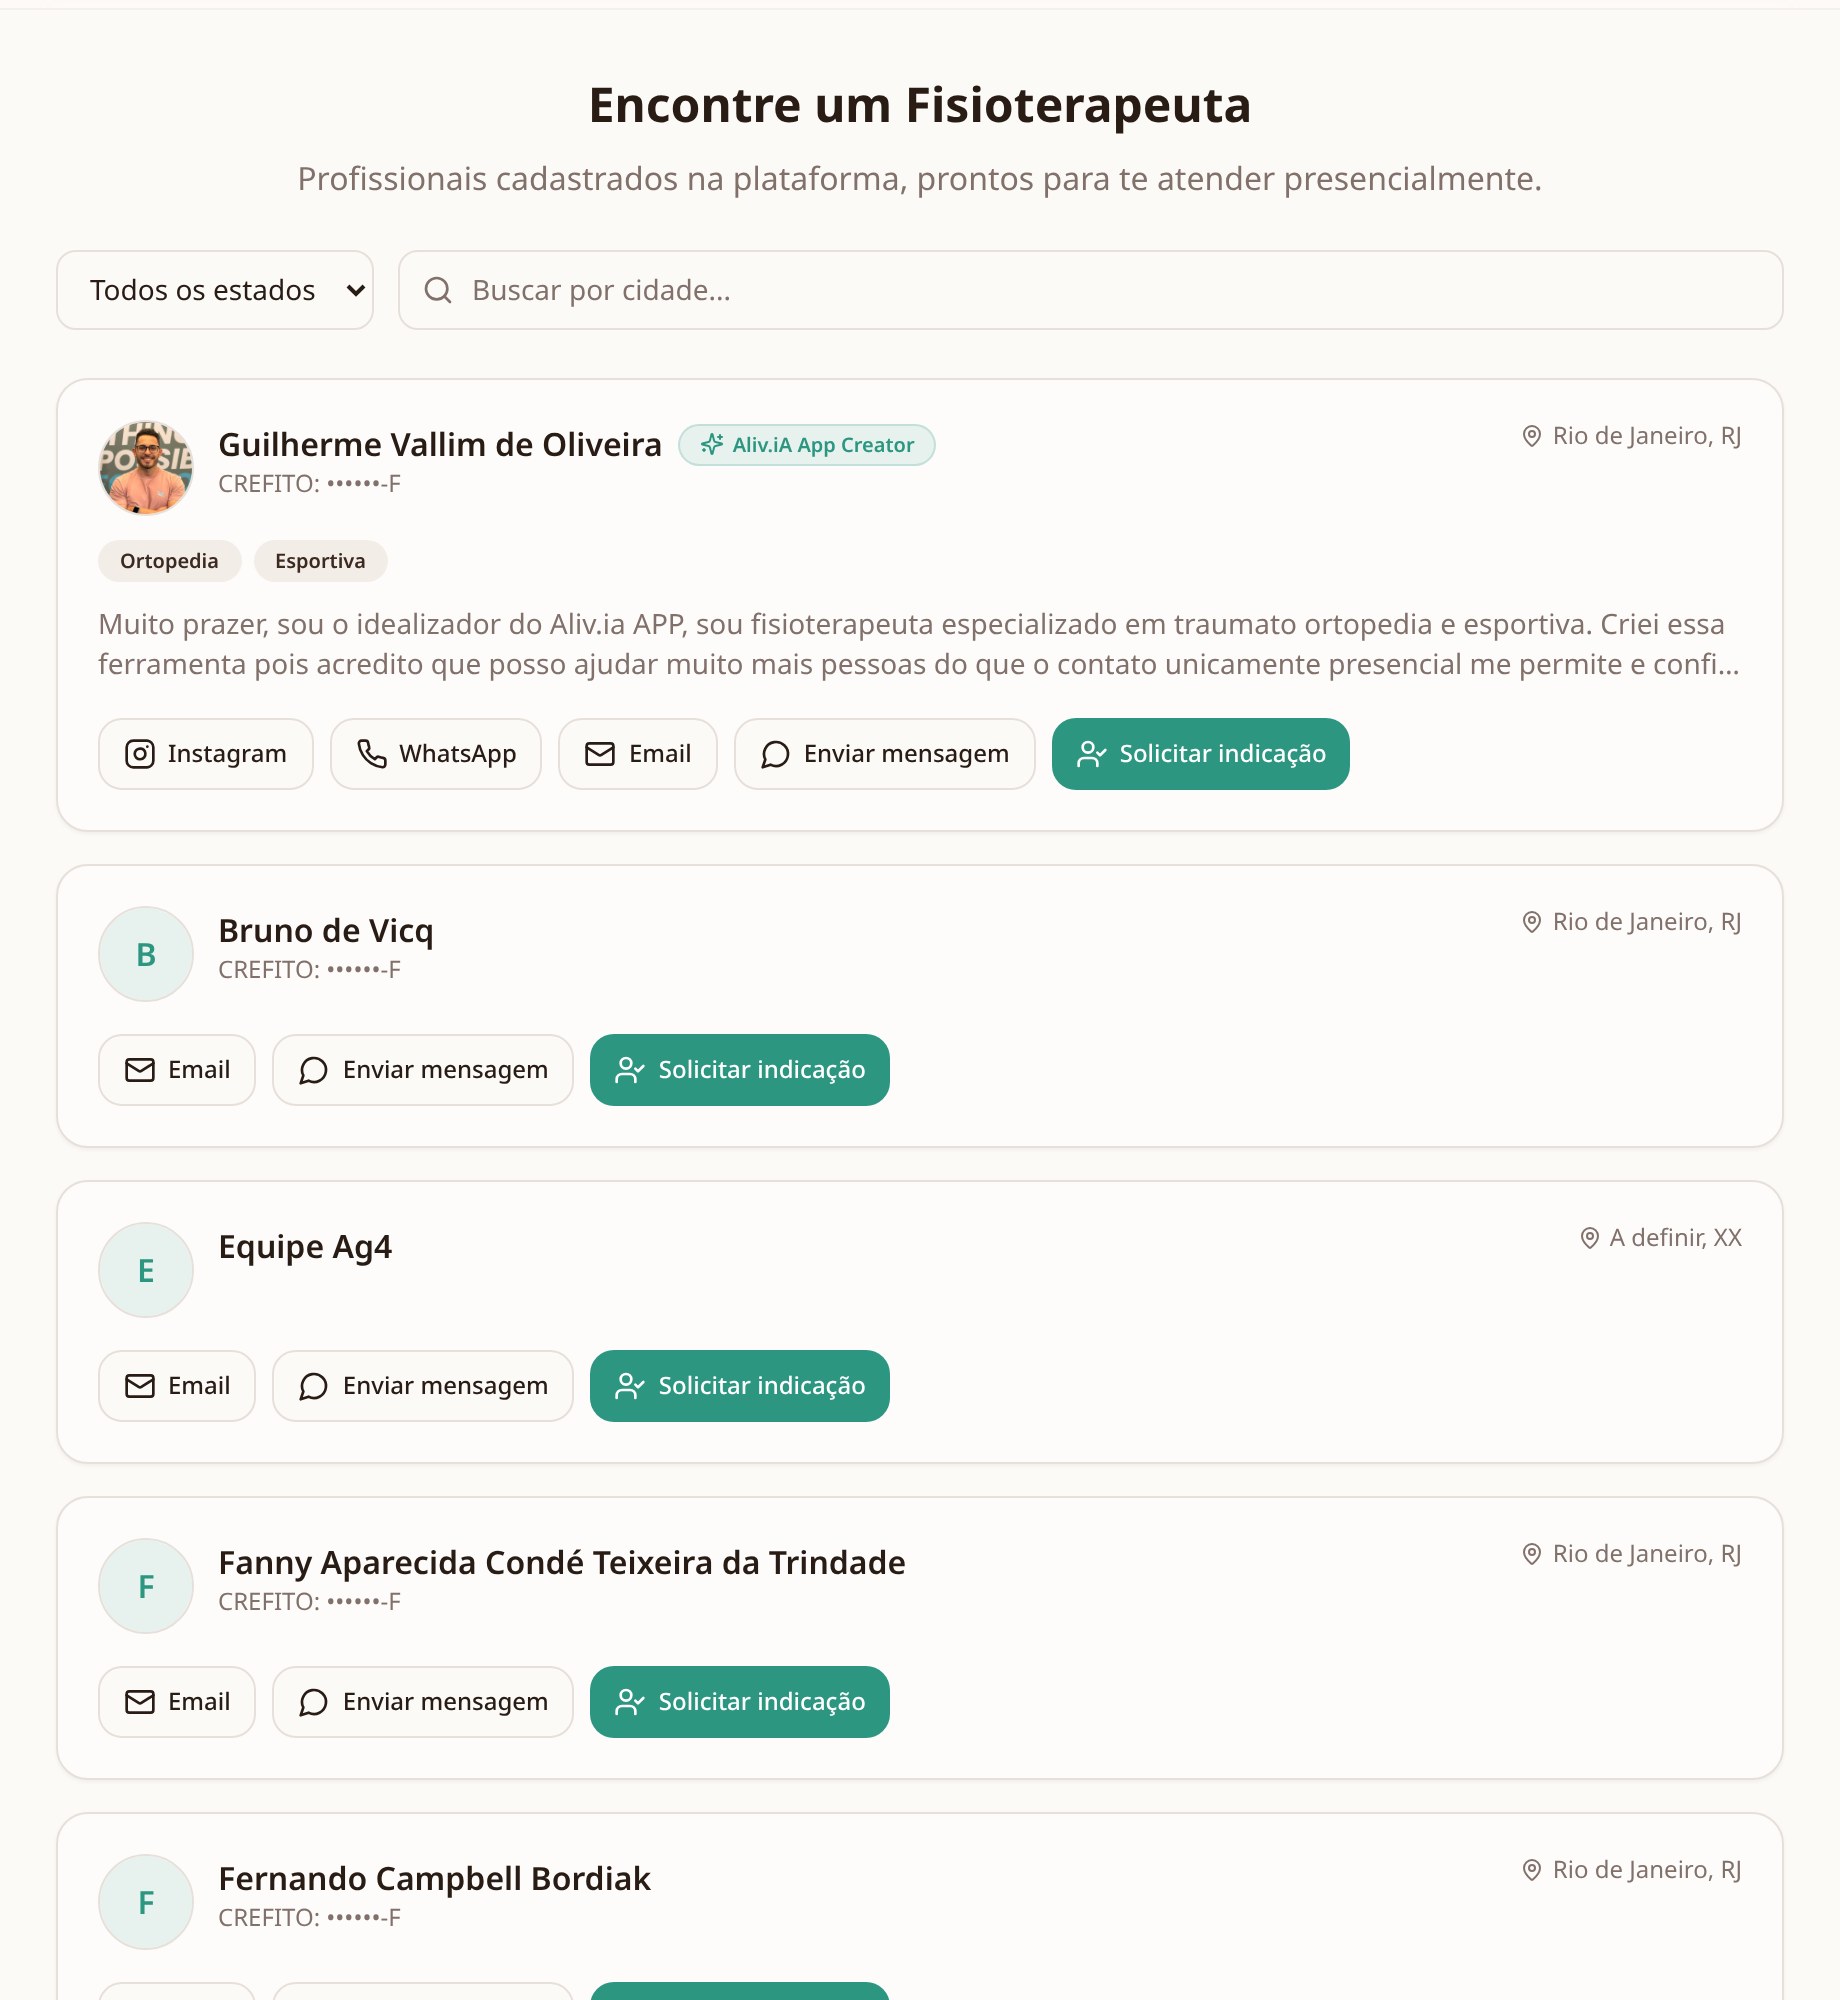 Encontre um Fisioterapeuta
Profissionais cadastrados na plataforma, prontos para te atender presencialmente.
Todos os estados
Buscar por cidade...
Guilherme Vallim de Oliveira
Aliv.iA App Creator
Rio de Janeiro, RJ
CREFITO: ••••••-F
Ortopedia
Esportiva
Muito prazer, sou o idealizador do Aliv.ia APP, sou fisioterapeuta especializado em traumato ortopedia e esportiva. Criei essa
ferramenta pois acredito que posso ajudar muito mais pessoas do que o contato unicamente presencial me permite e confi...
Instagram
WhatsApp
Email
Enviar mensagem
Solicitar indicação
B
Bruno de Vicq
Rio de Janeiro, RJ
CREFITO: ••••••-F
Email
Enviar mensagem
Solicitar indicação
E
Equipe Ag4
A definir, XX
Email
Enviar mensagem
Solicitar indicação
F
Fanny Aparecida Condé Teixeira da Trindade
Rio de Janeiro, RJ
CREFITO: ••••••-F
Email
Enviar mensagem
Solicitar indicação
F
Fernando Campbell Bordiak
Rio de Janeiro, RJ
CREFITO: ••••••-F